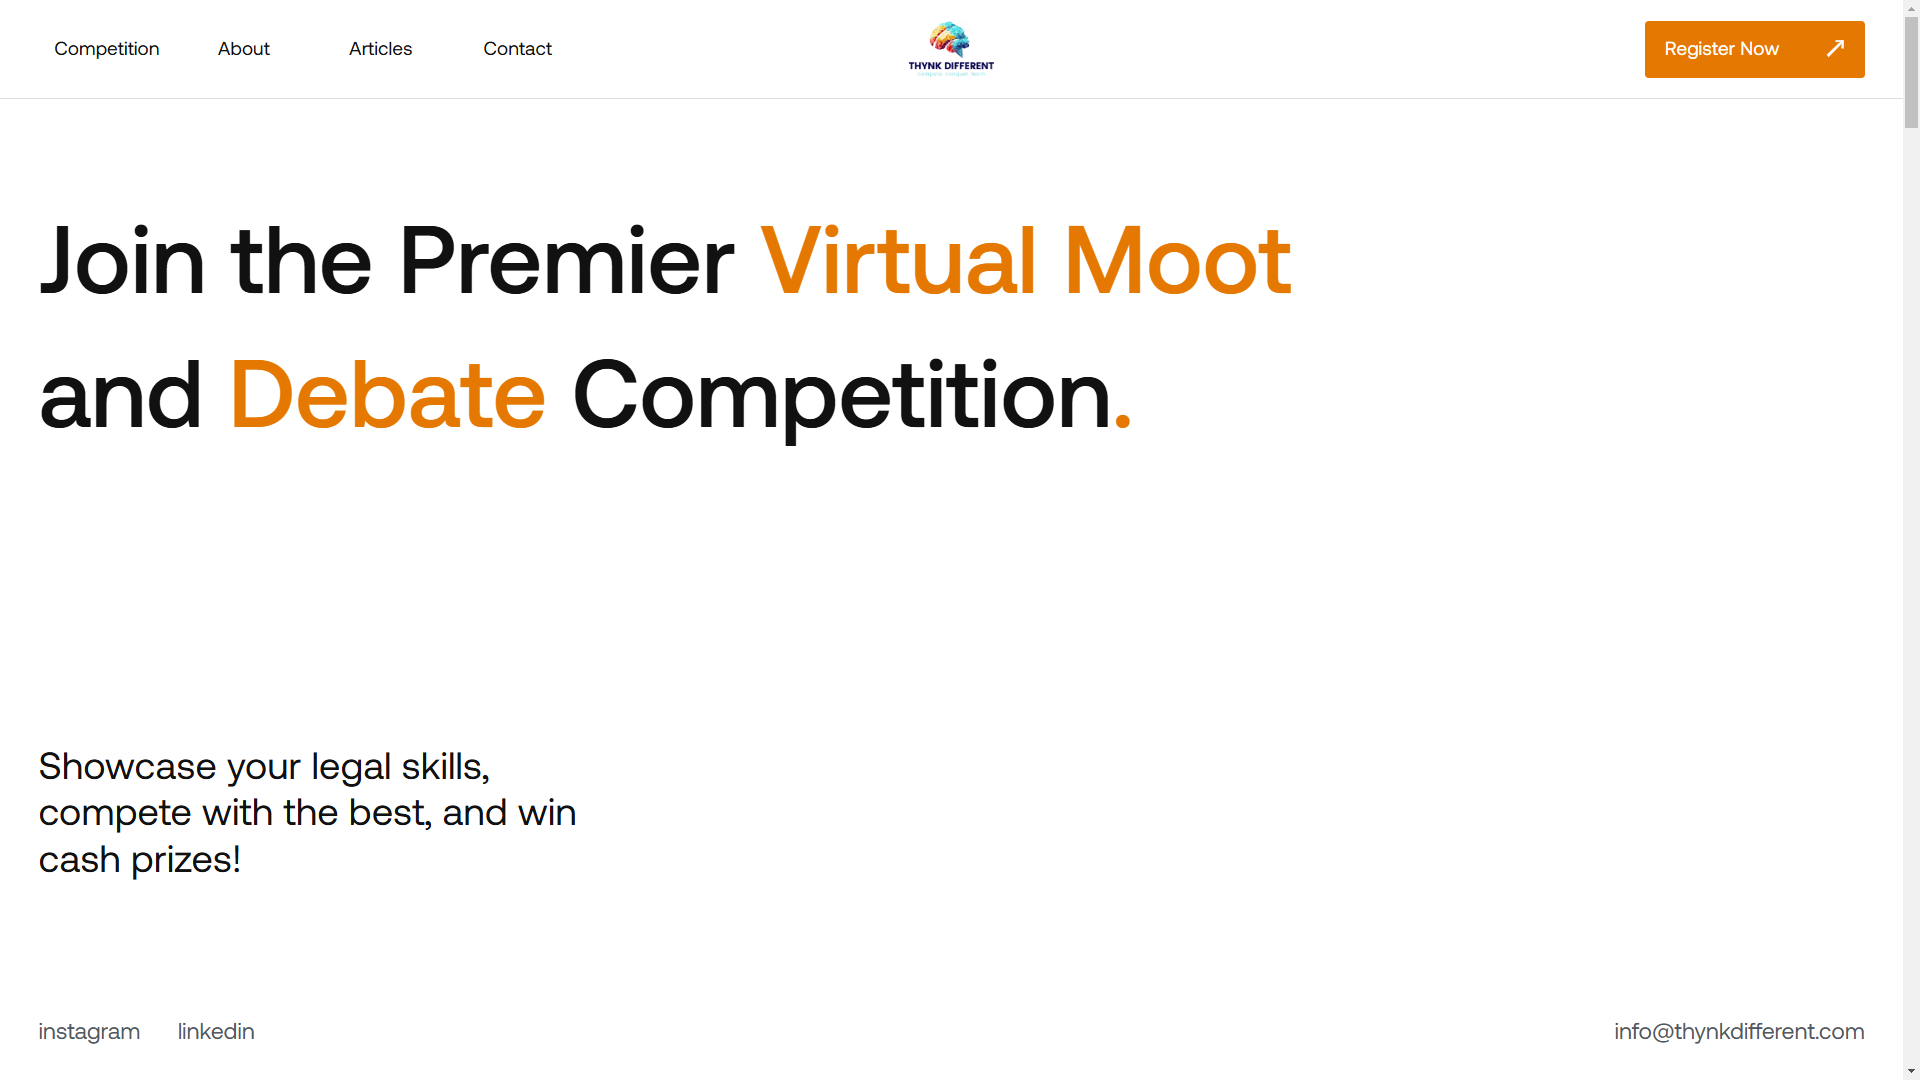 Competition About Articles Contact
THYNK DIFFERENT
Register Now
Join the Premier Virtual Moot
and Debate Competition.
Showcase your legal skills,
compete with the best, and win
cash prizes!
instagram linkedin
info@thynkdifferent.com